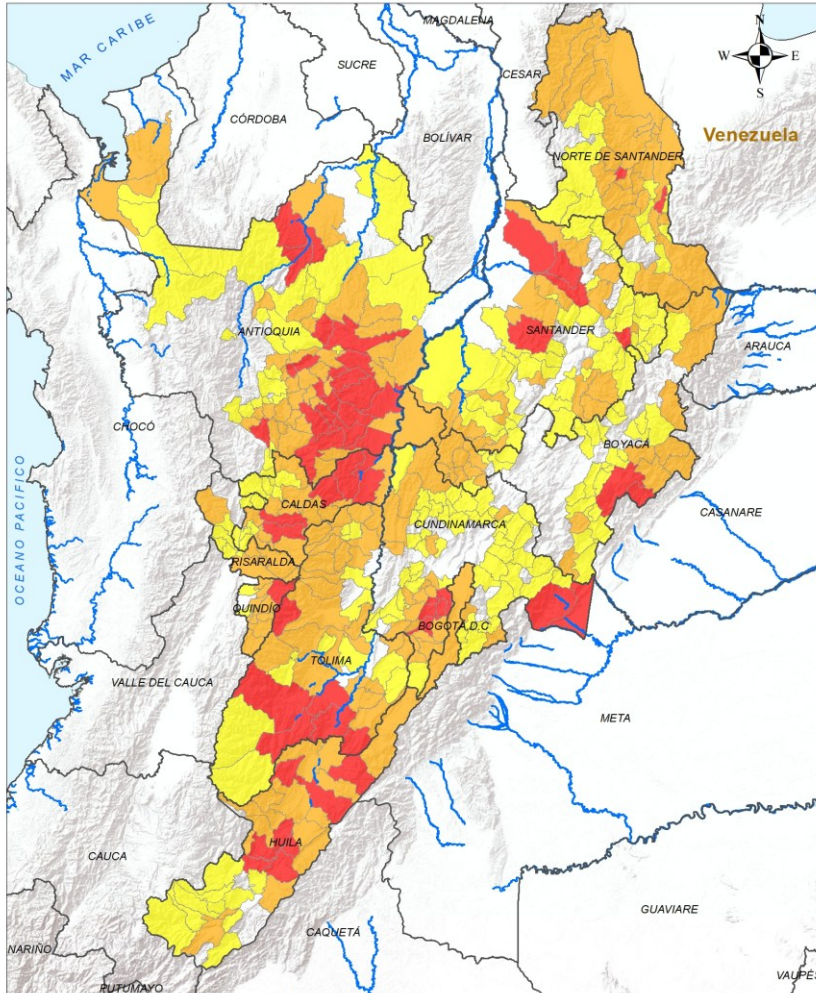 MAGDALENA
MAR CARIBE
N
W E
S
SUCRE
CESAR
CÓRDOBA
BOLÍVAR
Venezuela
NORTE DE SANTANDER
ANTIOQUIA
SANTANDER
ARAUCA
CHOCÓ
BOYACÁ
OCEANO PACIFICO
CALDAS
CUNDINAMARCA
CASANARE
RISARALDA
QUINDÍO
BOGOTÁ,D.C
TOLIMA
VALLE DEL CAUCA
META
HUILA
CAUCA
GUAVIARE
CAQUETÁ
NARIÑO
PUTUMAYO
VAUPÉS